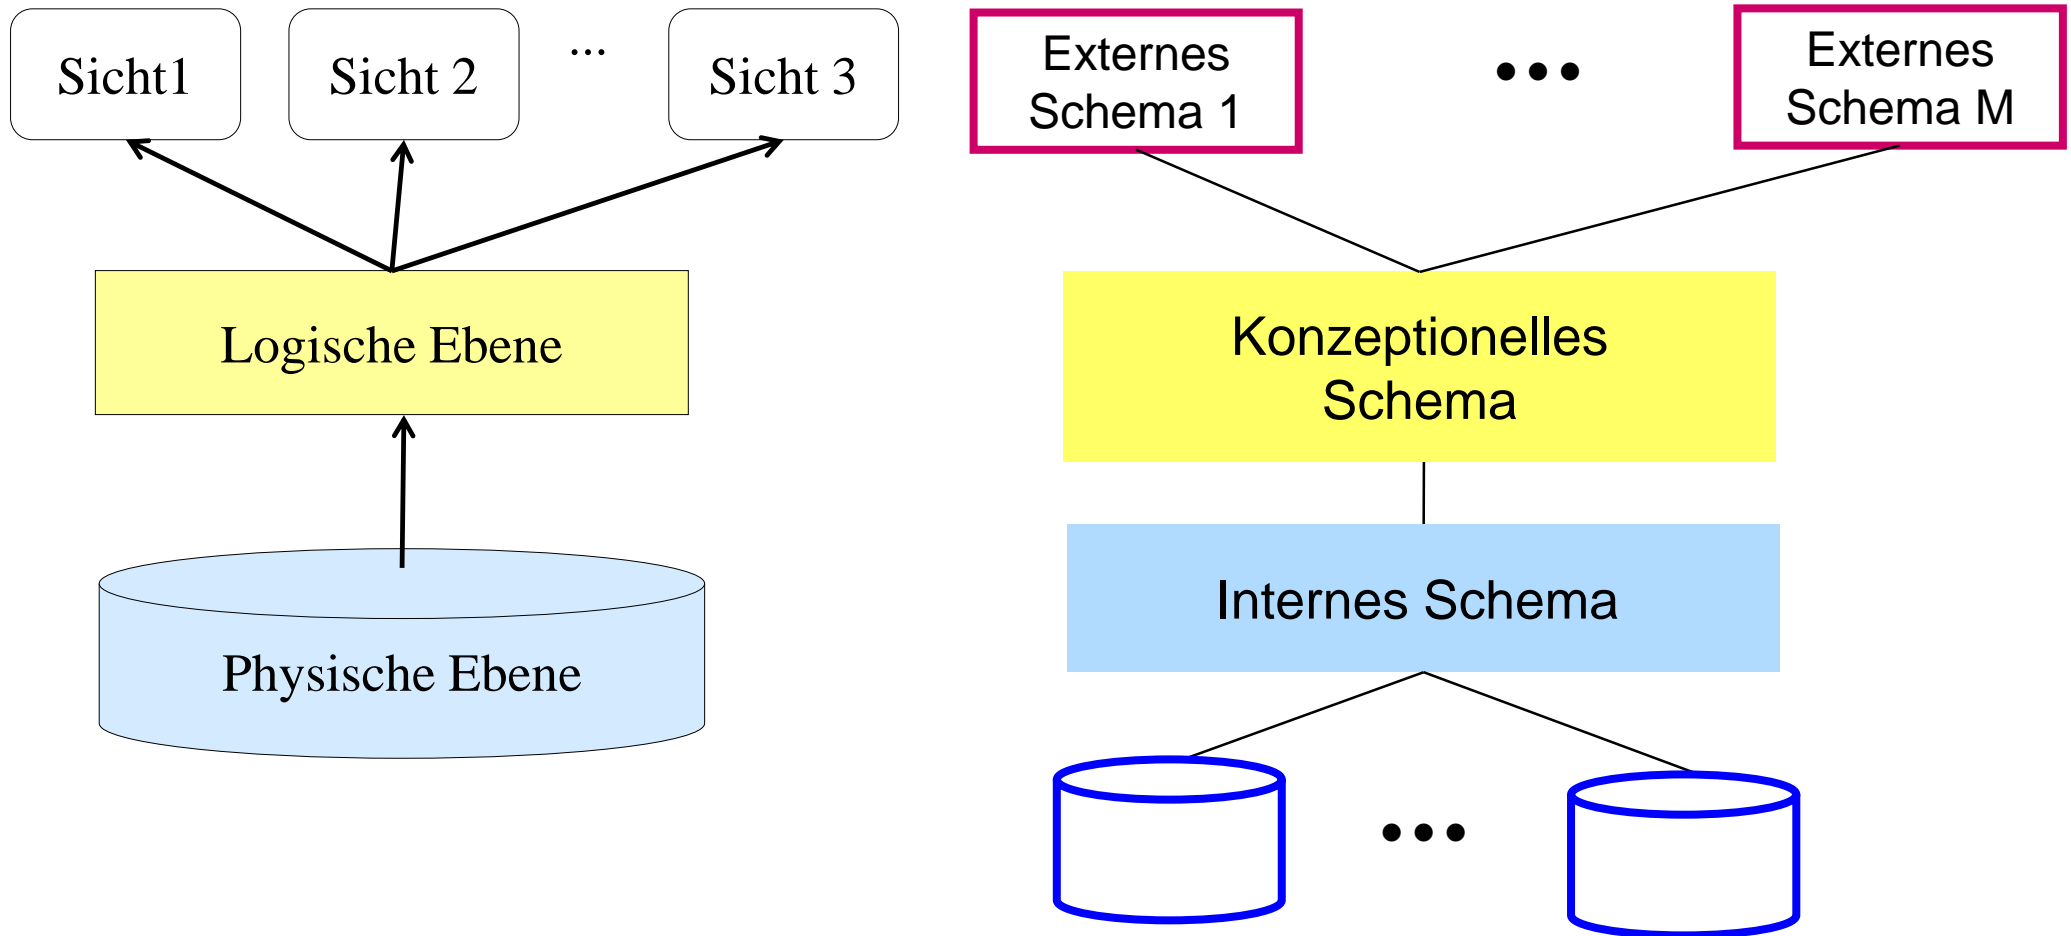 Sicht1
Sicht 2
...
Sicht 3
Logische Ebene
Physische Ebene
Externes
Schema 1
•••
Externes
Schema M
Konzeptionelles
Schema
Internes Schema
•••